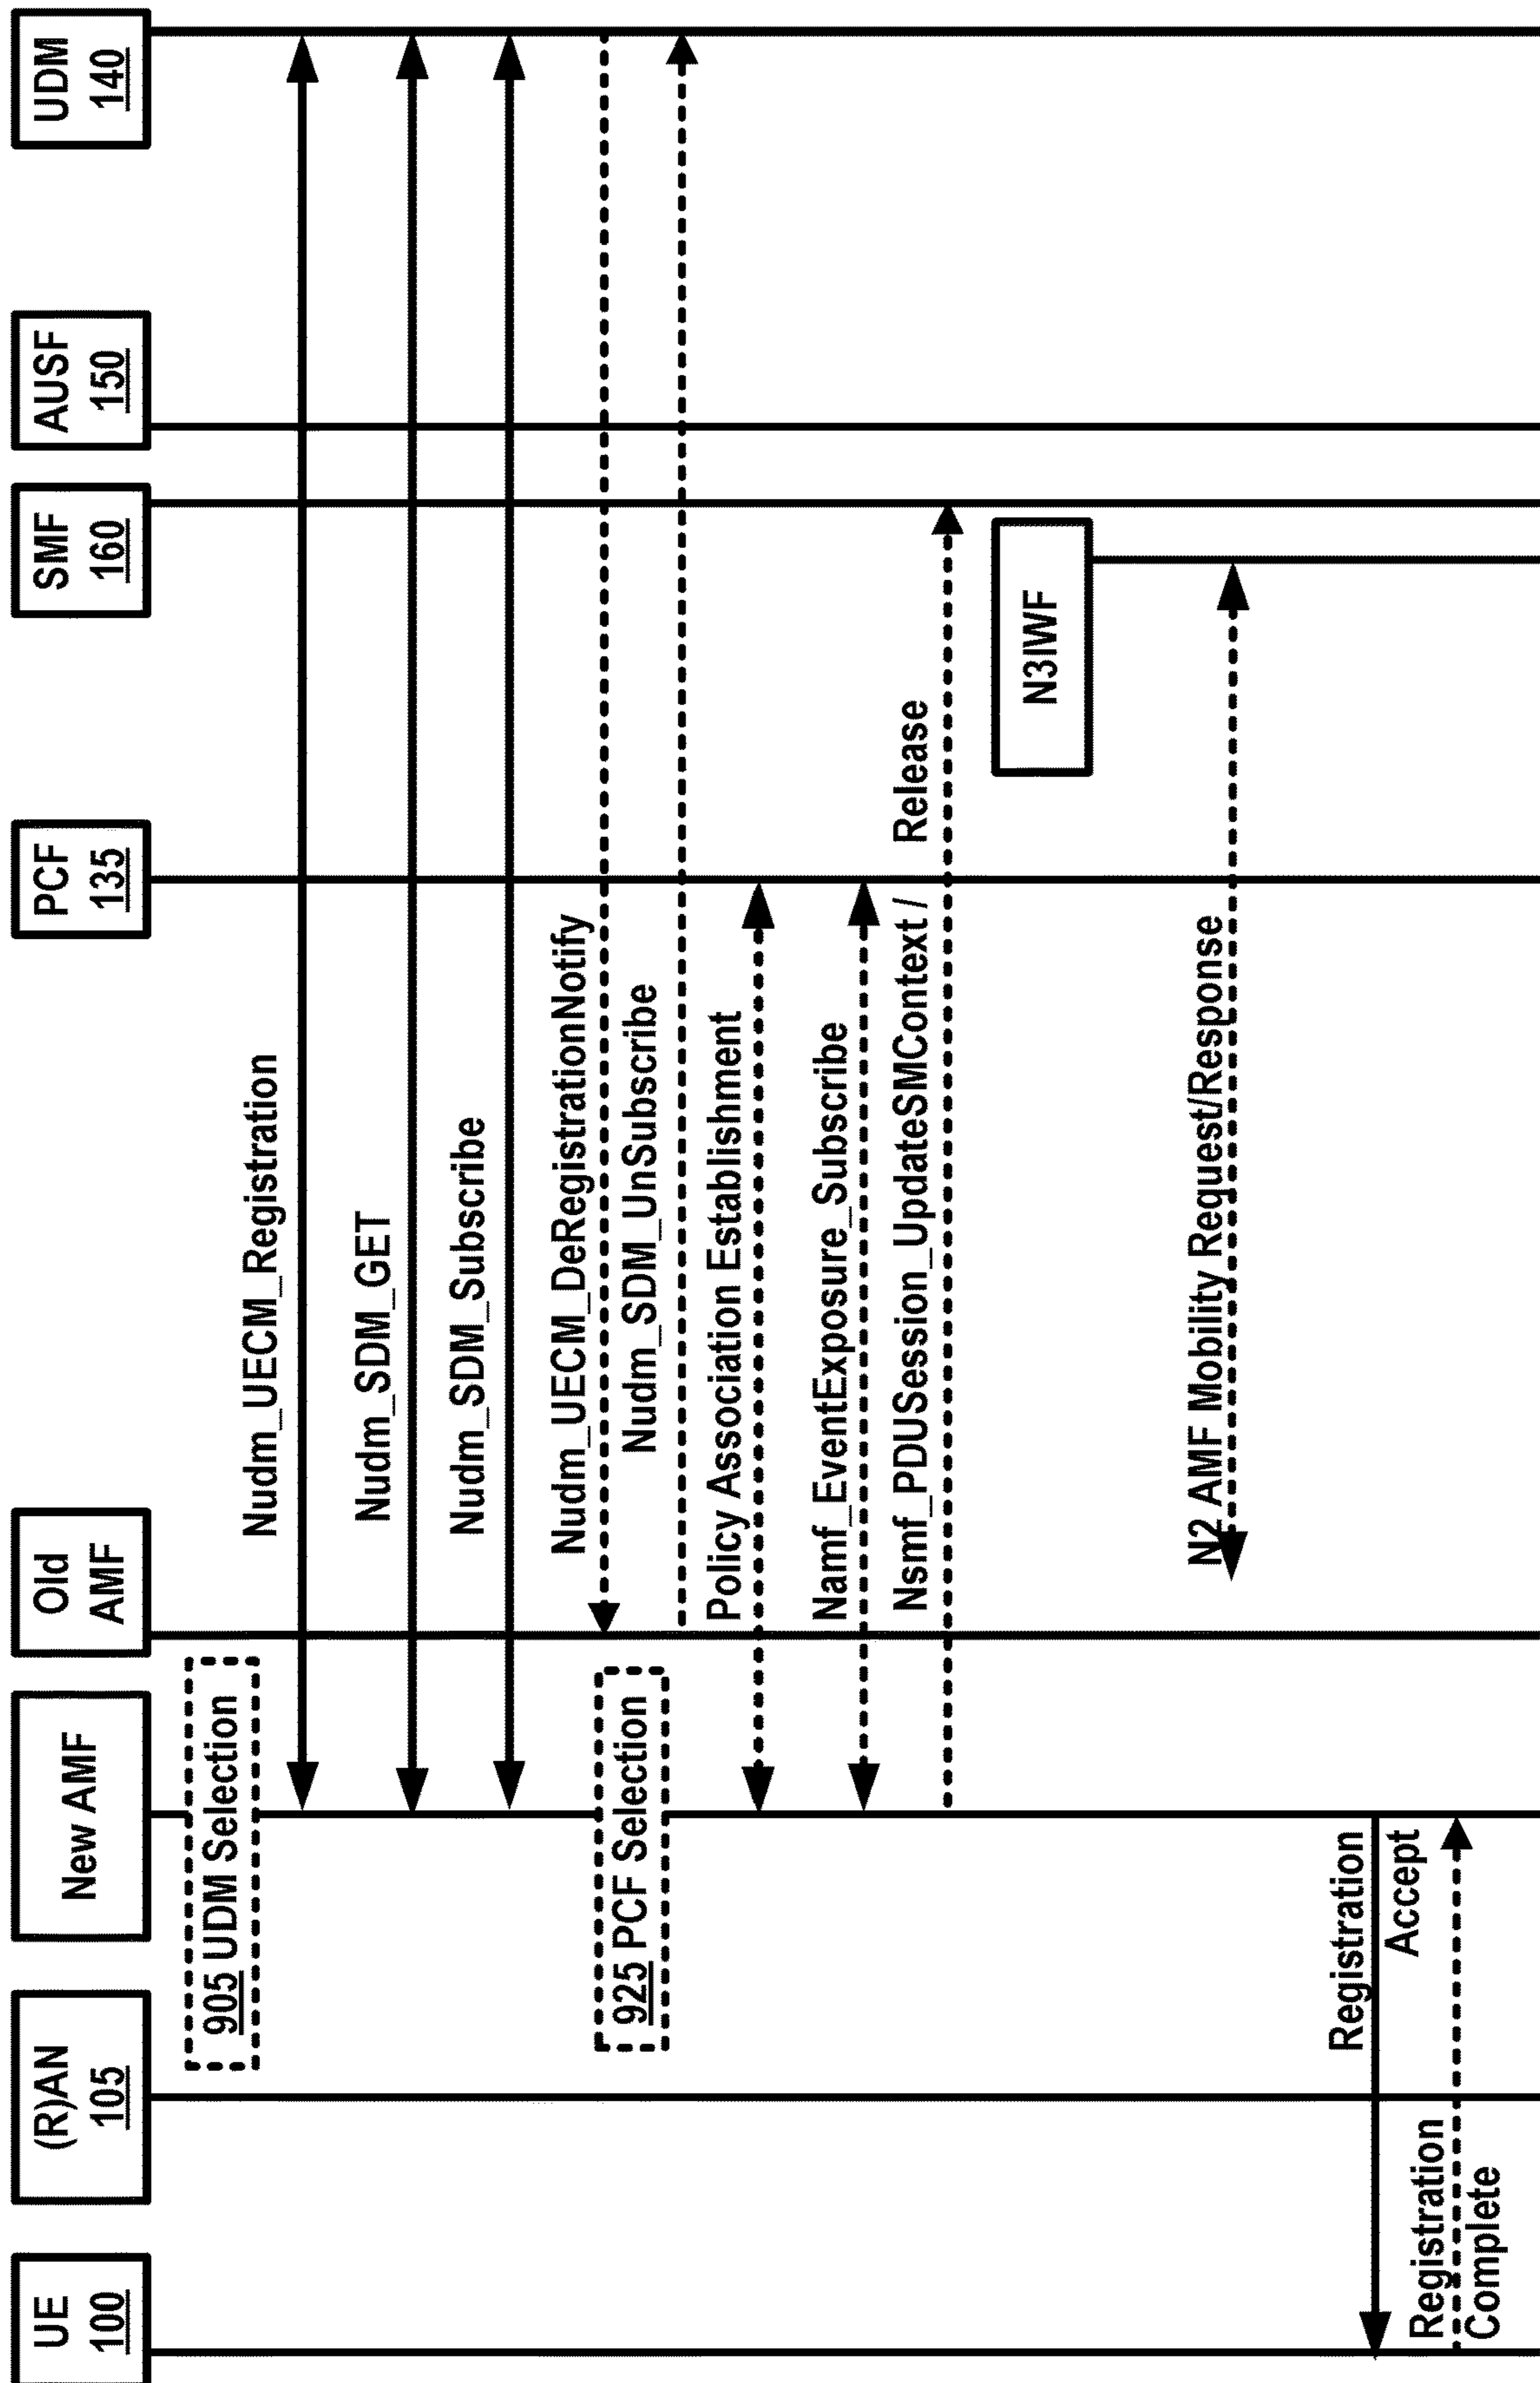 UE
100
(R)AN
105
New AMF
Old
AMF
PCF
135
SMF
160
AUSF
150
UDM
140
905 UDM Selection
Nudm_UECM_Registration
Nudm_SDM_GET
Nudm_SDM_Subscribe
Nudm_UECM_DeRegistrationNotify
925 PCF Selection
Nudm_SDM_UnSubscribe
Policy Association Establishment
Namf_EventExposure_Subscribe
Nsmf_PDUSession_UpdateSMContext / Release
N3IWF
N2 AMF Mobility Request/Response
Registration
Accept
Registration
Complete